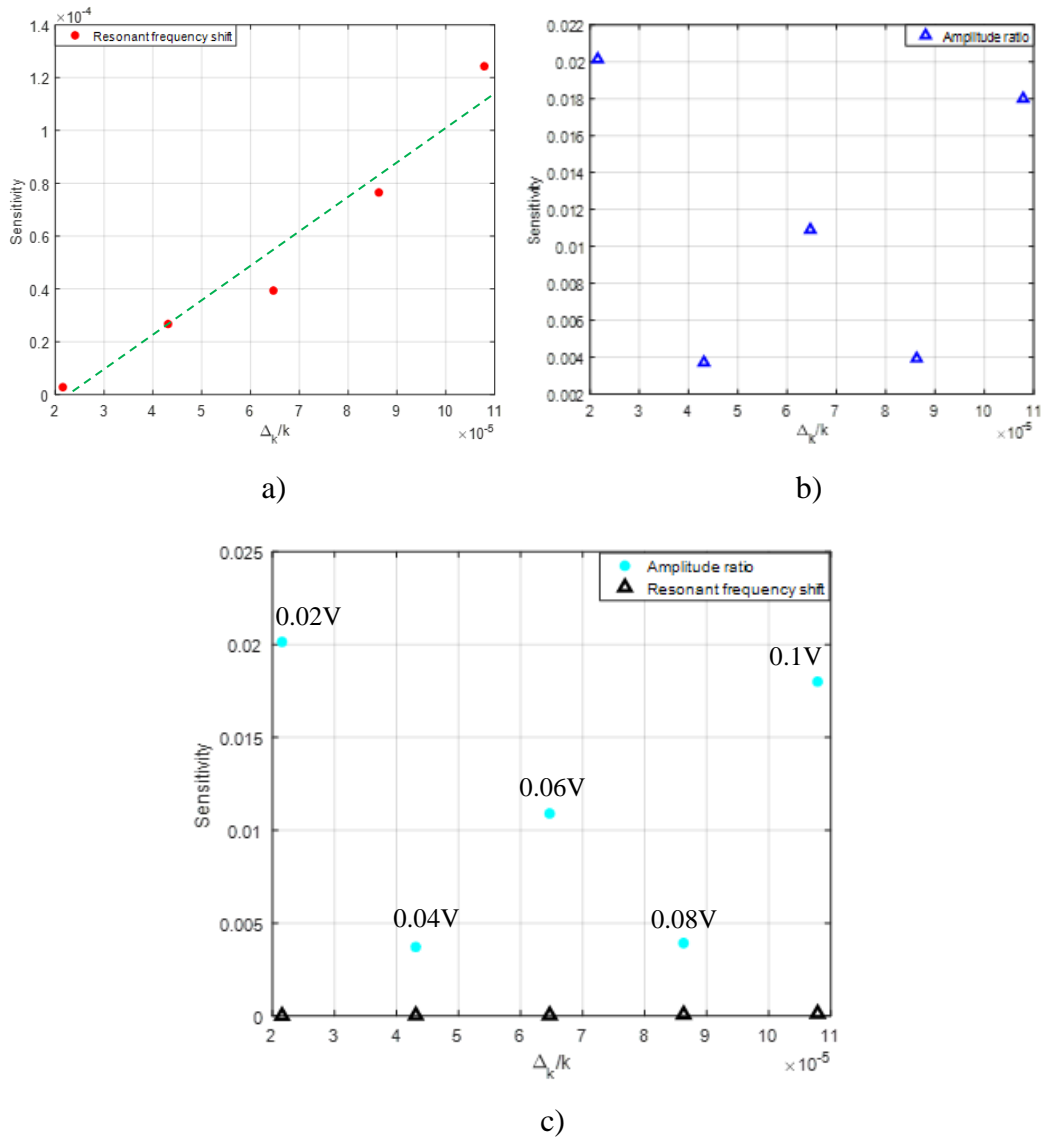 ×10⁻⁴
1.4
Resonant frequency shift
1.2
1
0.8
0.6
0.4
0.2
0
Sensitivity
2 3 4 5 6 7 8 9 10 11
Δk/k
×10⁻⁵
a)
0.022
Amplitude ratio
0.02
0.018
0.016
0.014
0.012
0.01
0.008
0.006
0.004
0.002
Sensitivity
2 3 4 5 6 7 8 9 10 11
Δk/k
×10⁻⁵
b)
0.025
Amplitude ratio
Resonant frequency shift
0.02V
0.02
0.1V
0.015
0.06V
0.01
0.04V
0.08V
0.005
0
Sensitivity
2 3 4 5 6 7 8 9 10 11
Δk/k
×10⁻⁵
c)